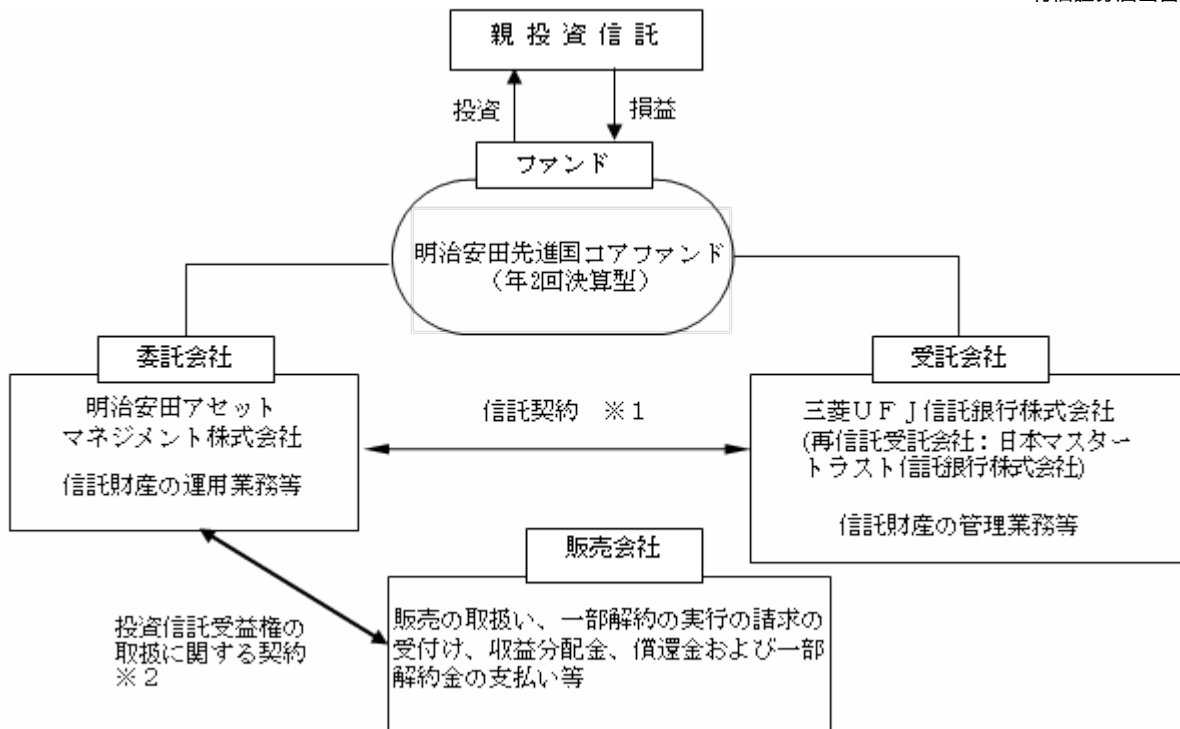 親投資信託
投資
損益
ファンド
明治安田先進国コアファンド
（年2回決算型）
委託会社
明治安田アセット
マネジメント株式会社
信託財産の運用業務等
信託契約　※１
受託会社
三菱ＵＦＪ信託銀行株式会社
(再信託受託会社：日本マスター
トラスト信託銀行株式会社)
信託財産の管理業務等
販売会社
販売の取扱い、一部解約の実行の請求の
受付け、収益分配金、償還金および一部
解約金の支払い等
投資信託受益権の
取扱に関する契約
※２